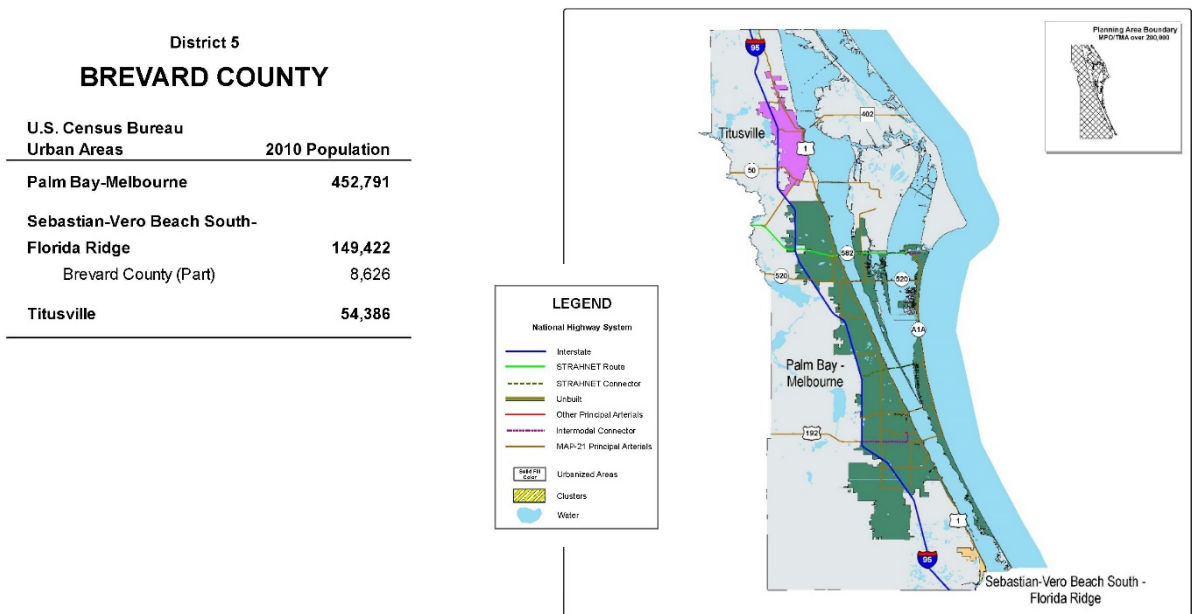 District 5
BREVARD COUNTY
U.S. Census Bureau
Urban Areas 2010 Population
Palm Bay-Melbourne 452,791
Sebastian-Vero Beach South-
Florida Ridge 149,422
Brevard County (Part) 8,626
Titusville 54,386
LEGEND
National Highway System
Interstate
STRAHNET Route
STRAHNET Connector
Unbuilt
Other Principal Arterials
Intermodal Connector
MAP-21 Principal Arterials
Solid Fill
Color
Urbanized Areas
Clusters
Water
Planning Area Boundary
MPO/TMA over 200,000
95
402
Titusville
1
50
582
520
520
A1A
Palm Bay -
Melbourne
192
1
95
Sebastian-Vero Beach South -
Florida Ridge